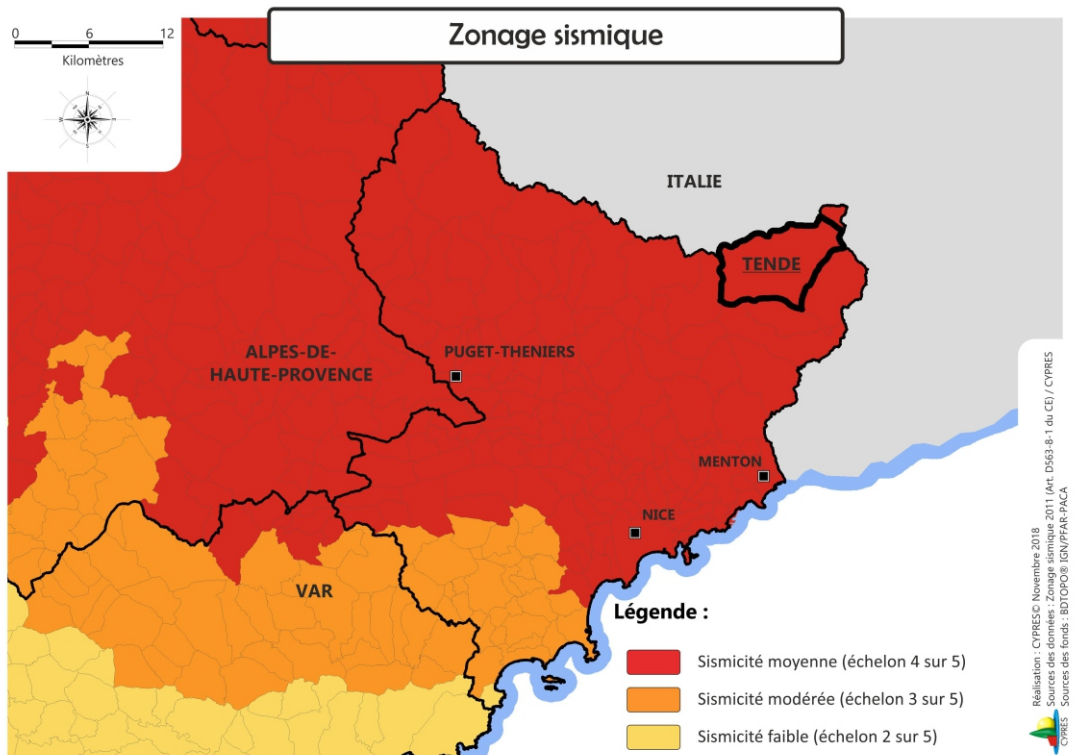 Zonage sismique
0 6 12
Kilomètres
N
W E
S
ITALIE
TENDE
ALPES-DE-
HAUTE-PROVENCE
PUGET-THENIERS
MENTON
NICE
VAR
Légende :
Sismicité moyenne (échelon 4 sur 5)
Sismicité modérée (échelon 3 sur 5)
Sismicité faible (échelon 2 sur 5)
Réalisation : CYPRES© Novembre 2018
Sources des données : Zonage sismique 2011 (Art. D563-8-1 du CE) / CYPRES
Sources des fonds : BDTOPO® IGN/PFAR-PACA
CYPRES